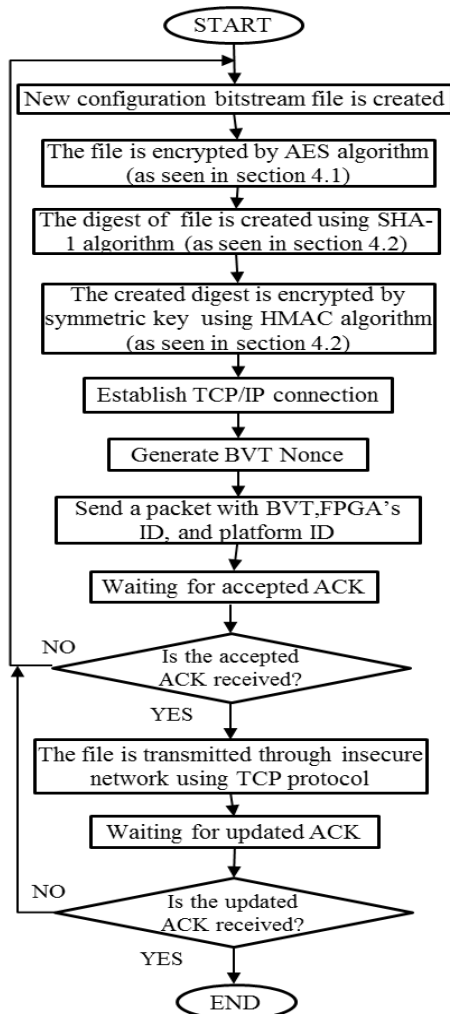 START
New configuration bitstream file is created
The file is encrypted by AES algorithm
(as seen in section 4.1)
The digest of file is created using SHA-
1 algorithm (as seen in section 4.2)
The created digest is encrypted by
symmetric key using HMAC algorithm
(as seen in section 4.2)
Establish TCP/IP connection
Generate BVT Nonce
Send a packet with BVT,FPGA's
ID, and platform ID
Waiting for accepted ACK
NO
Is the accepted
ACK received?
YES
The file is transmitted through insecure
network using TCP protocol
Waiting for updated ACK
NO
Is the updated
ACK received?
YES
END